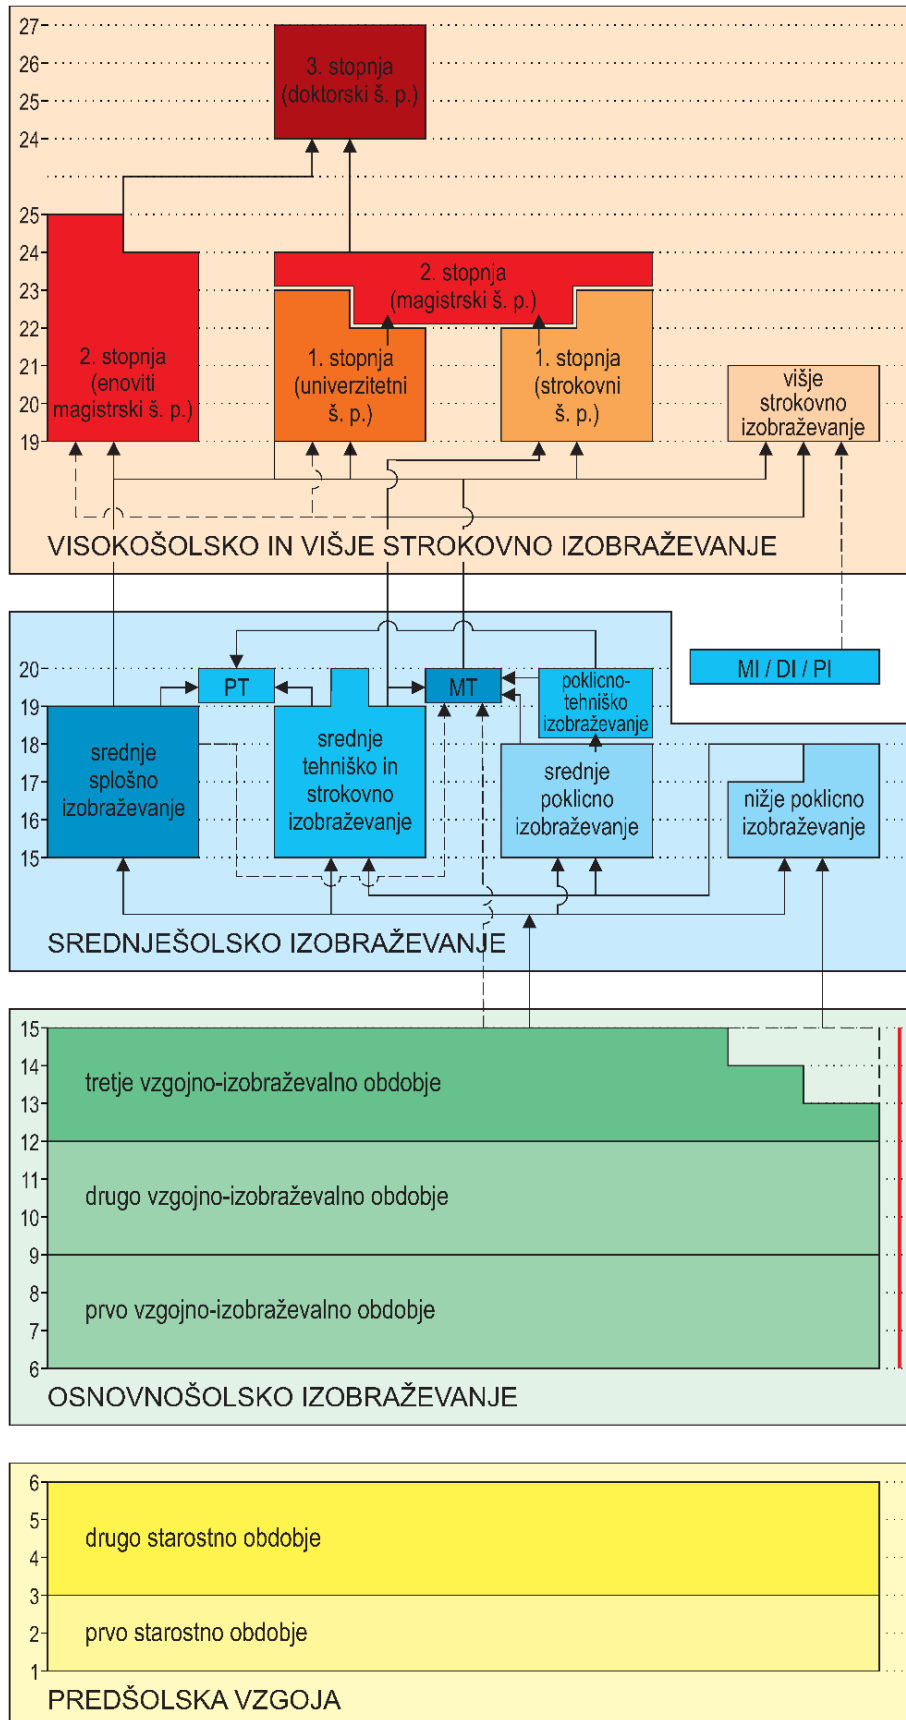 27
26
25
24
3. stopnja
(doktorski š. p.)
25
24
23
22
21
20
19
2. stopnja
(enoviti
magistrski š. p.)
2. stopnja
(magistrski š. p.)
1. stopnja
(univerzitetni
š. p.)
1. stopnja
(strokovni
š. p.)
višje
strokovno
izobraževanje
VISOKOŠOLSKO IN VIŠJE STROKOVNO IZOBRAŽEVANJE
MI / DI / PI
20
19
18
17
16
15
PT
MT
poklicno-
tehniško
izobraževanje
srednje
splošno
izobraževanje
srednje
tehniško in
strokovno
izobraževanje
srednje
poklicno
izobraževanje
nižje poklicno
izobraževanje
SREDNJEŠOLSKO IZOBRAŽEVANJE
15
14
13
12
11
10
9
8
7
6
tretje vzgojno-izobraževalno obdobje
drugo vzgojno-izobraževalno obdobje
prvo vzgojno-izobraževalno obdobje
OSNOVNOŠOLSKO IZOBRAŽEVANJE
6
5
4
3
2
1
drugo starostno obdobje
prvo starostno obdobje
PREDŠOLSKA VZGOJA